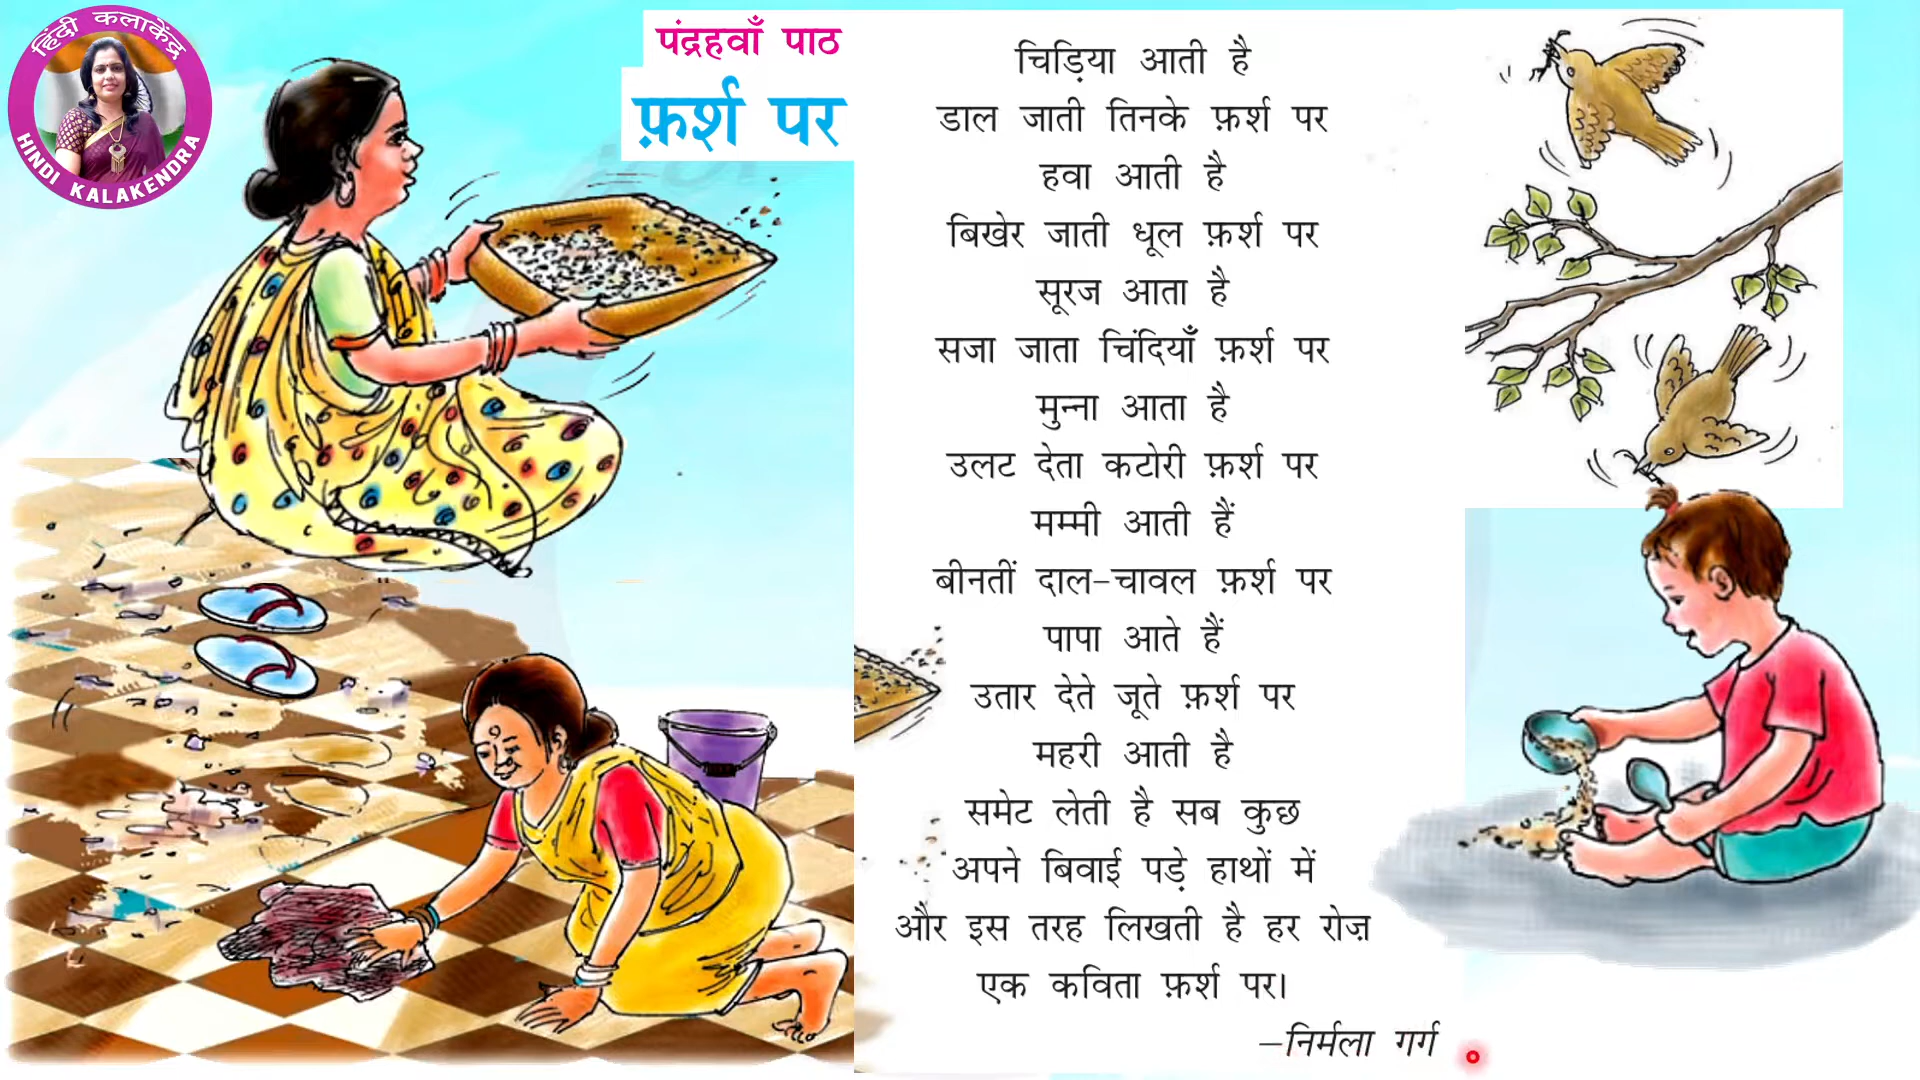 हिंदी कलाकेंद्र
HINDI KALAKENDRA
पंद्रहवाँ पाठ
फ़र्श पर
चिड़िया आती है
डाल जाती तिनके फ़र्श पर
हवा आती है
बिखेर जाती धूल फ़र्श पर
सूरज आता है
सजा जाता चिंदियाँ फ़र्श पर
मुन्ना आता है
उलट देता कटोरी फ़र्श पर
मम्मी आती हैं
बीनतीं दाल-चावल फ़र्श पर
पापा आते हैं
उतार देते जूते फ़र्श पर
महरी आती है
समेट लेती है सब कुछ
अपने बिवाई पड़े हाथों में
और इस तरह लिखती है हर रोज़
एक कविता फ़र्श पर।
–निर्मला गर्ग